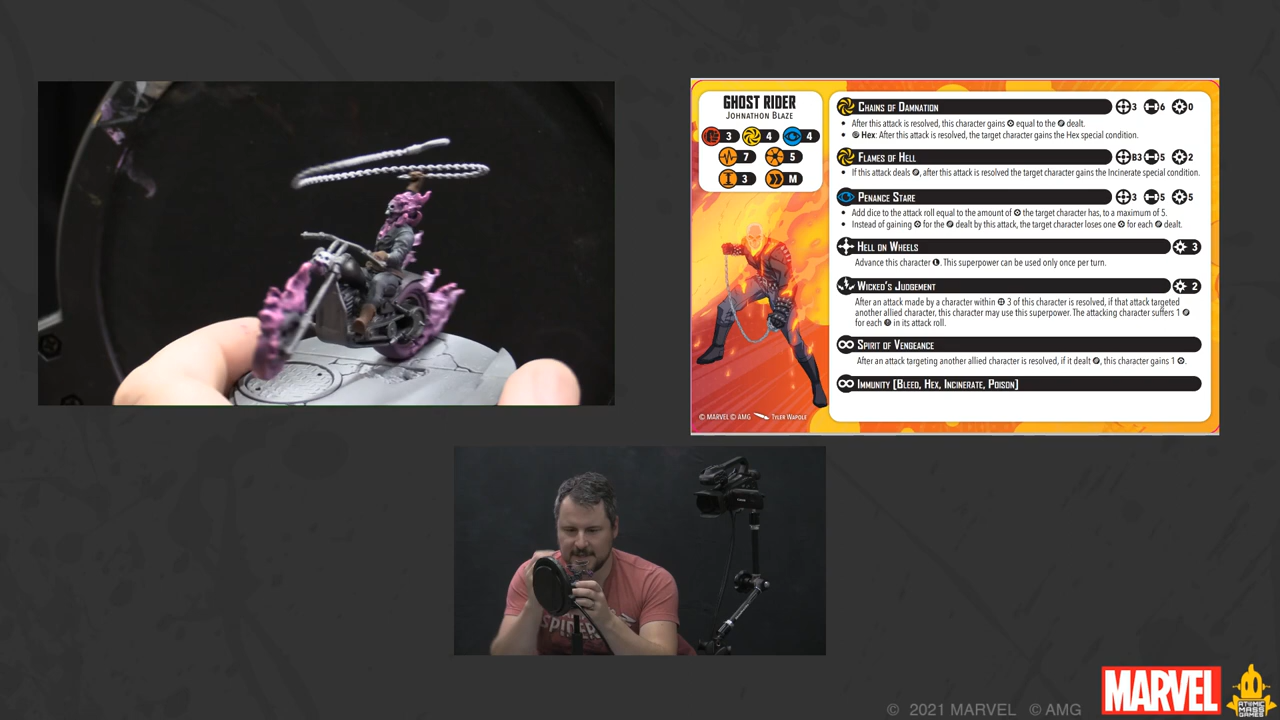 GHOST RIDER
JOHNATHON BLAZE
3 4 4
7 5
3 M
CHAINS OF DAMNATION 3 6 0
• After this attack is resolved, this character gains equal to the dealt.
• Hex: After this attack is resolved, the target character gains the Hex special condition.
FLAMES OF HELL B3 5 2
• If this attack deals , after this attack is resolved the target character gains the Incinerate special condition.
PENANCE STARE 3 5 5
• Add dice to the attack roll equal to the amount of the target character has, to a maximum of 5.
• Instead of gaining for the dealt by this attack, the target character loses one for each dealt.
HELL ON WHEELS 3
Advance this character L. This superpower can be used only once per turn.
WICKED'S JUDGEMENT 2
After an attack made by a character within 3 of this character is resolved, if that attack targeted
another allied character, this character may use this superpower. The attacking character suffers 1
for each in its attack roll.
SPIRIT OF VENGEANCE
After an attack targeting another allied character is resolved, if it dealt , this character gains 1 .
IMMUNITY [BLEED, HEX, INCINERATE, POISON]
© MARVEL © AMG TYLER WAPOLE
SPIDER
MARVEL
ATOMIC
MASS
GAMES
© 2021 MARVEL © AMG